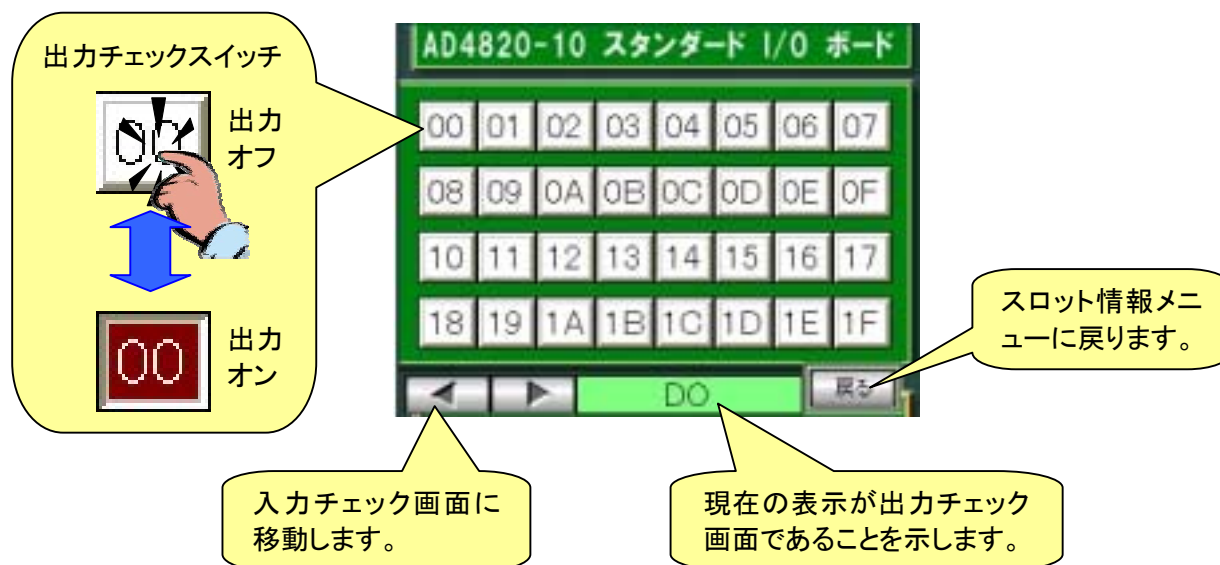 出力チェックスイッチ
00
出力
オフ
00
出力
オン
AD4820-10 スタンダード I/O ボード
00 01 02 03 04 05 06 07
08 09 0A 0B 0C 0D 0E 0F
10 11 12 13 14 15 16 17
18 19 1A 1B 1C 1D 1E 1F
DO
戻る
スロット情報メニ
ューに戻ります。
入力チェック画面に
移動します。
現在の表示が出力チェック
画面であることを示します。